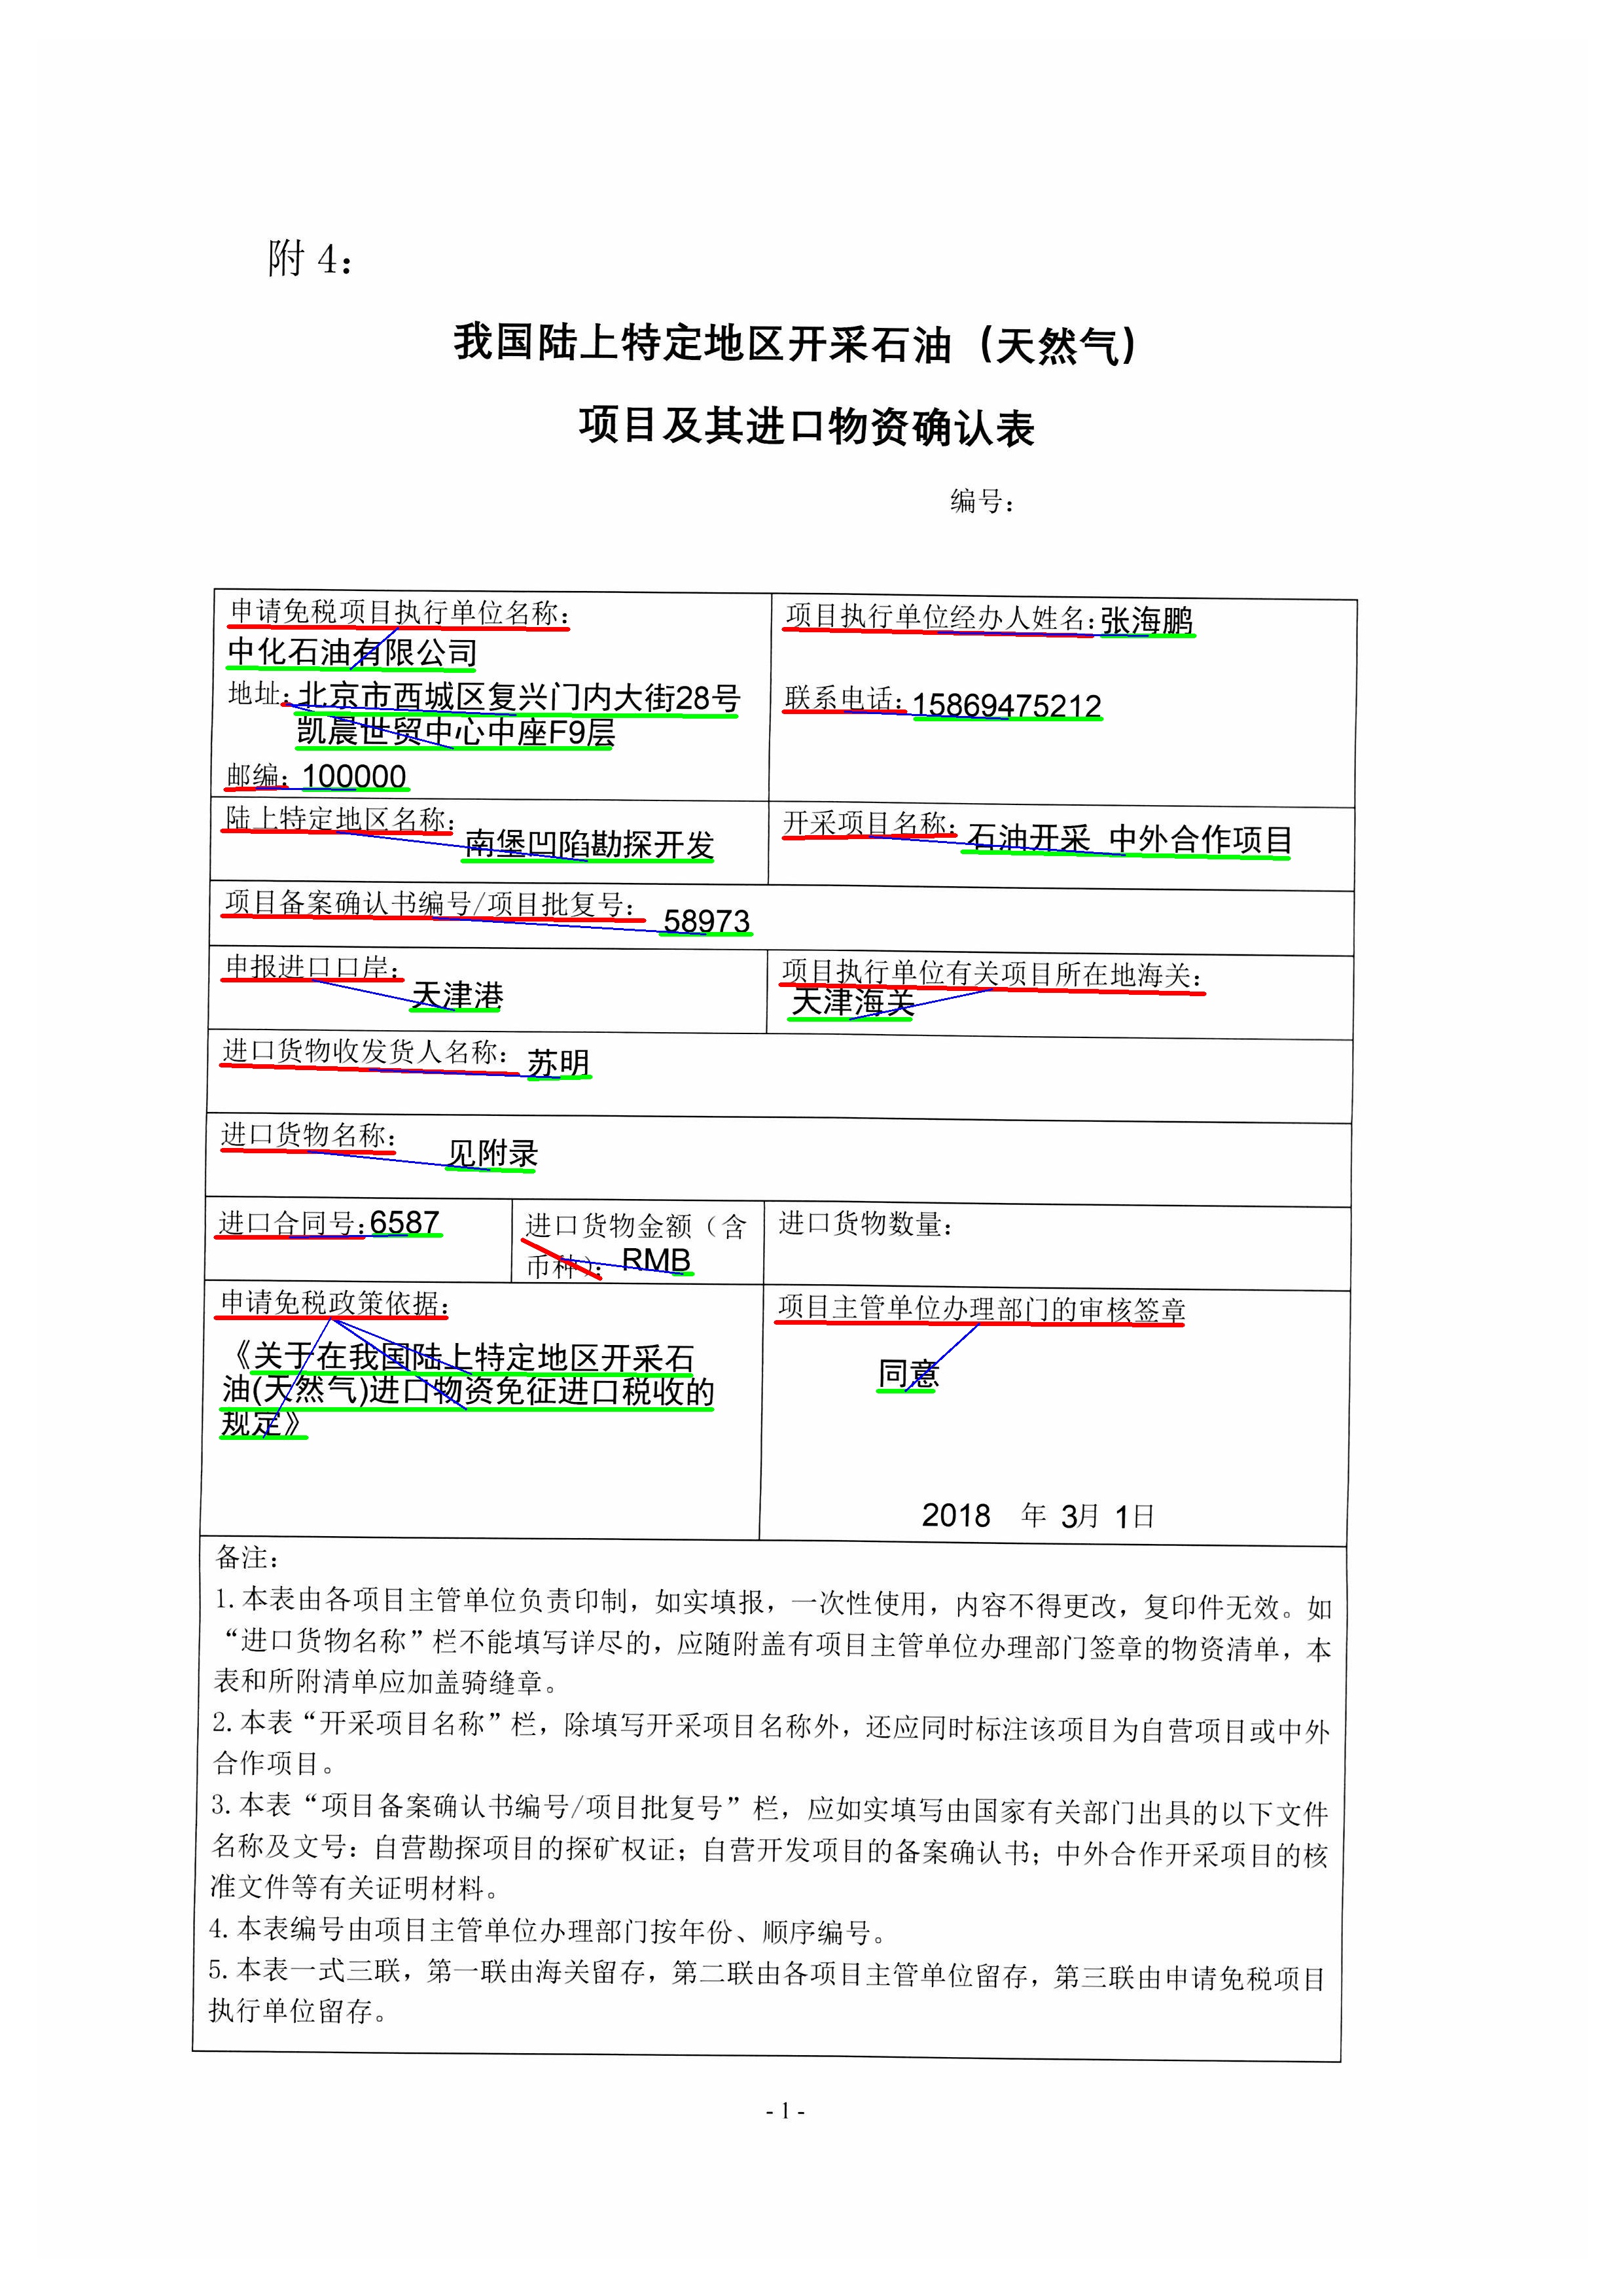 附 4：
我国陆上特定地区开采石油（天然气）
项目及其进口物资确认表
编号：
申请免税项目执行单位名称：
中化石油有限公司
地址：北京市西城区复兴门内大街28号
凯晨世贸中心中座F9层
邮编：100000
项目执行单位经办人姓名：张海鹏
联系电话：15869475212
陆上特定地区名称：南堡凹陷勘探开发
开采项目名称：石油开采 中外合作项目
项目备案确认书编号/项目批复号：58973
申报进口口岸：天津港
项目执行单位有关项目所在地海关：
天津海关
进口货物收发货人名称：苏明
进口货物名称：见附录
进口合同号：6587
进口货物金额（含
币种）：RMB
进口货物数量：
申请免税政策依据：
《关于在我国陆上特定地区开采石
油(天然气)进口物资免征进口税收的
规定》
项目主管单位办理部门的审核签章
同意
2018 年 3月 1日
备注：
1.本表由各项目主管单位负责印制，如实填报，一次性使用，内容不得更改，复印件无效。如
“进口货物名称”栏不能填写详尽的，应随附盖有项目主管单位办理部门签章的物资清单，本
表和所附清单应加盖骑缝章。
2.本表“开采项目名称”栏，除填写开采项目名称外，还应同时标注该项目为自营项目或中外
合作项目。
3.本表“项目备案确认书编号/项目批复号”栏，应如实填写由国家有关部门出具的以下文件
名称及文号：自营勘探项目的探矿权证；自营开发项目的备案确认书；中外合作开采项目的核
准文件等有关证明材料。
4.本表编号由项目主管单位办理部门按年份、顺序编号。
5.本表一式三联，第一联由海关留存，第二联由各项目主管单位留存，第三联由申请免税项目
执行单位留存。
- 1 -